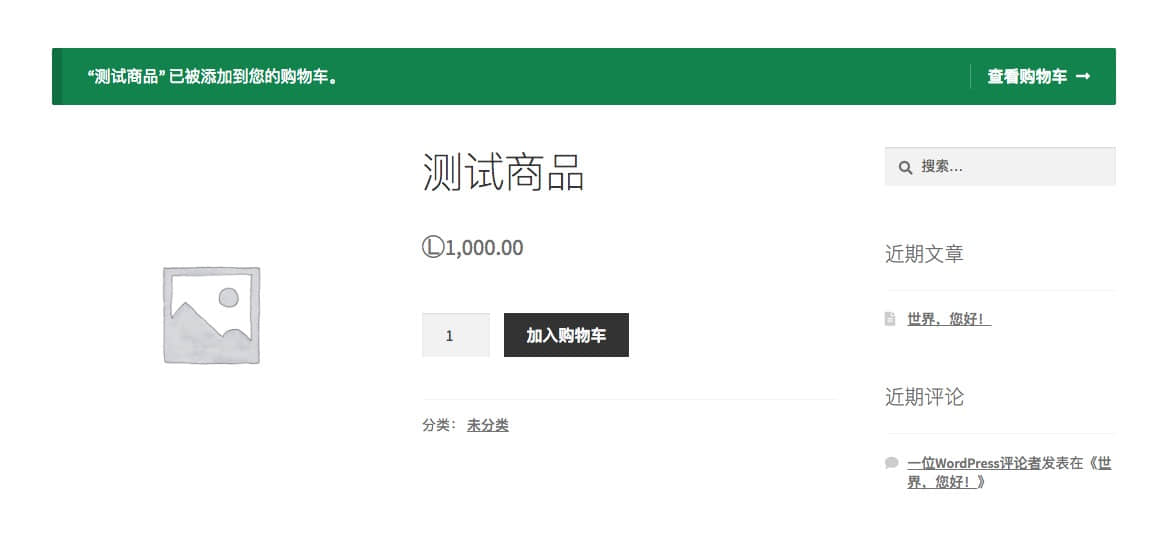 “测试商品” 已被添加到您的购物车。
查看购物车 →
测试商品
Ⓛ1,000.00
1
加入购物车
分类： 未分类
搜索…
近期文章
世界，您好！
近期评论
一位WordPress评论者发表在《世
界，您好！》